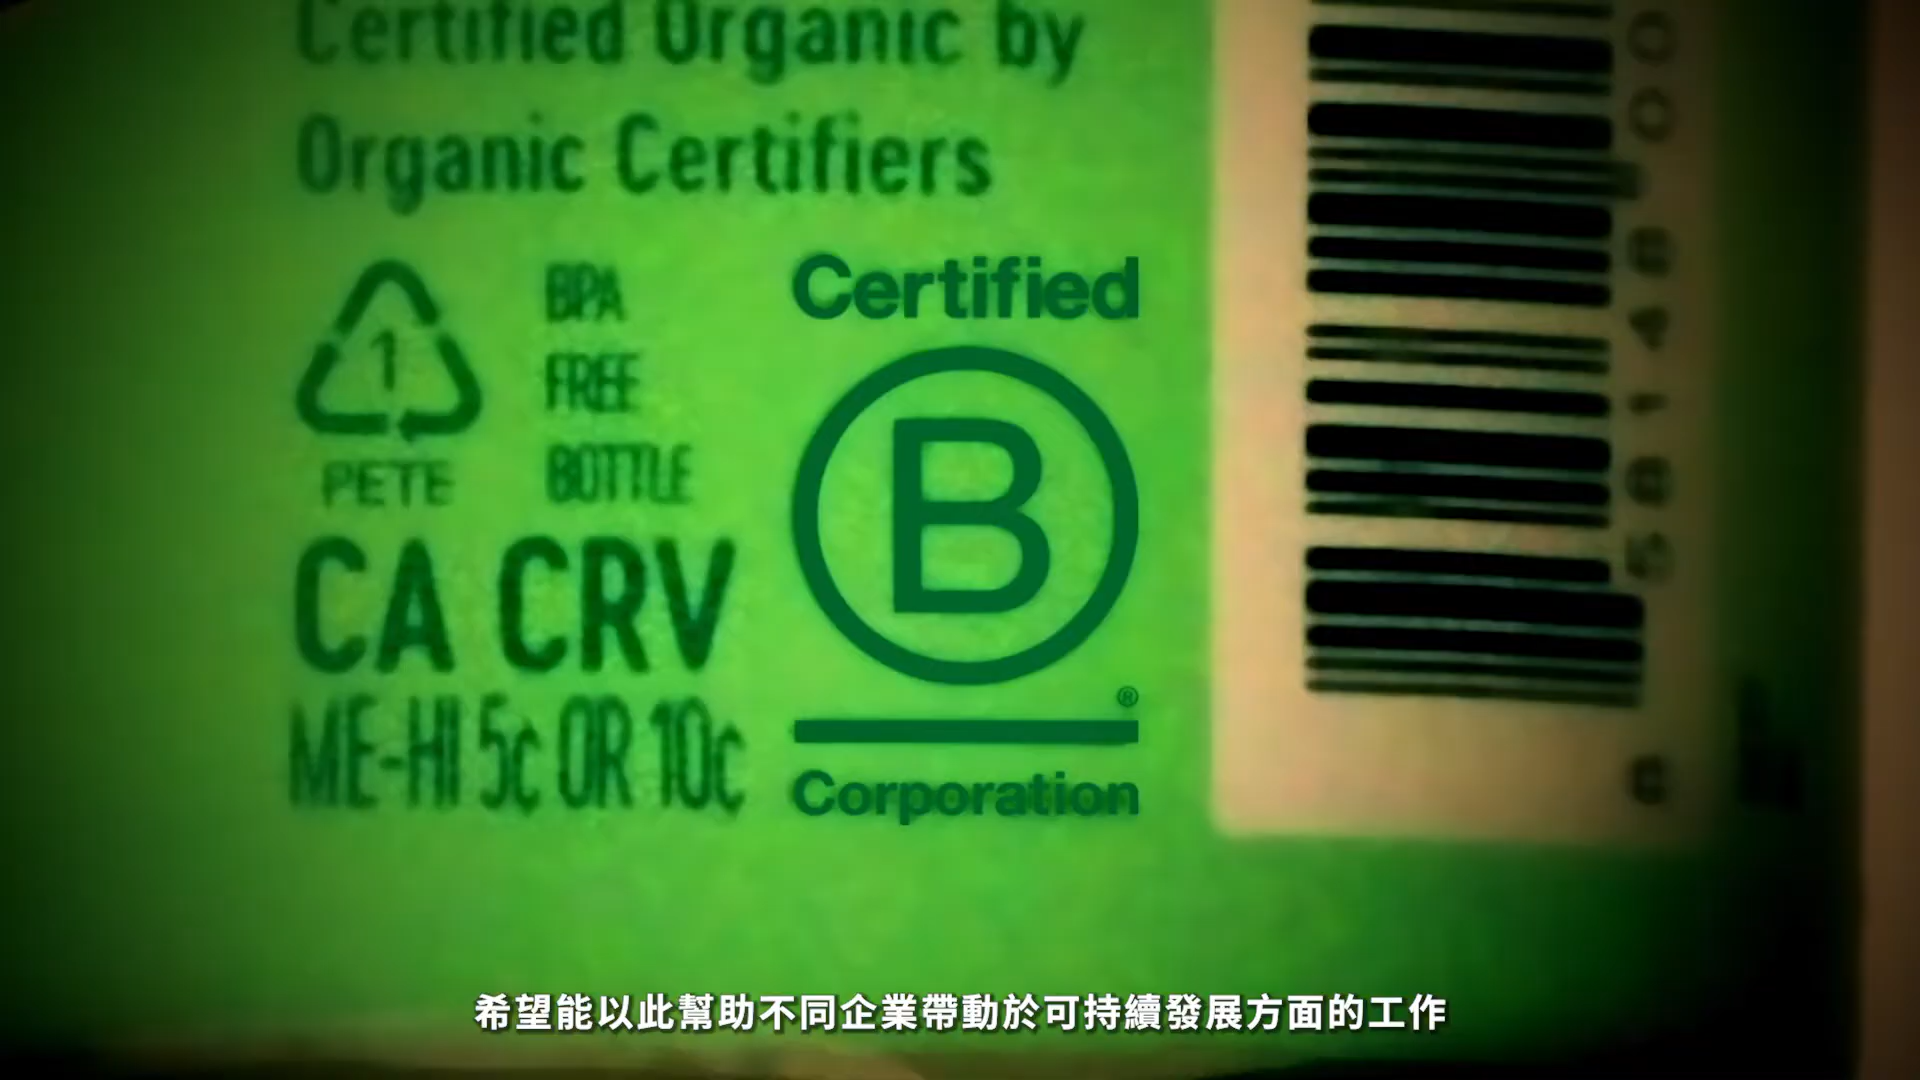 Certified Organic by
Organic Certifiers
1
PETE
BPA
FREE
BOTTLE
CA CRV
ME-HI 5¢ OR 10¢
Certified
B
®
Corporation
希望能以此幫助不同企業帶動於可持續發展方面的工作